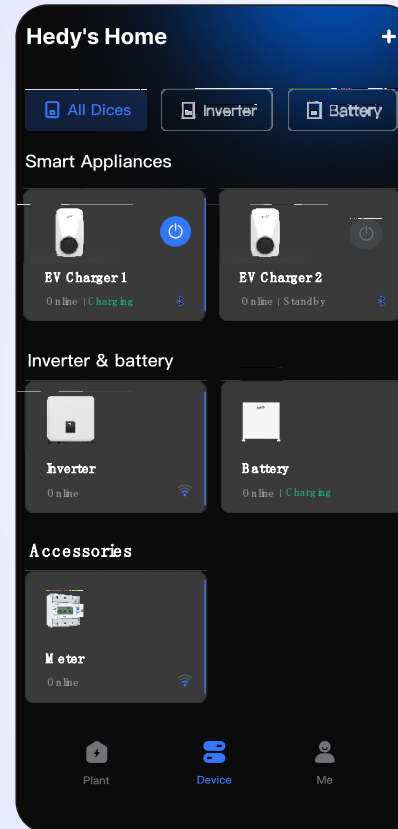 Hedy's Home
All Dices
Inverter
Battery
Smart Appliances
EV Charger 1
Online | Charging
EV Charger 2
Online | Standby
Inverter & battery
Inverter
Online
Battery
Online | Charging
Accessories
Meter
Online
Plant
Device
Me